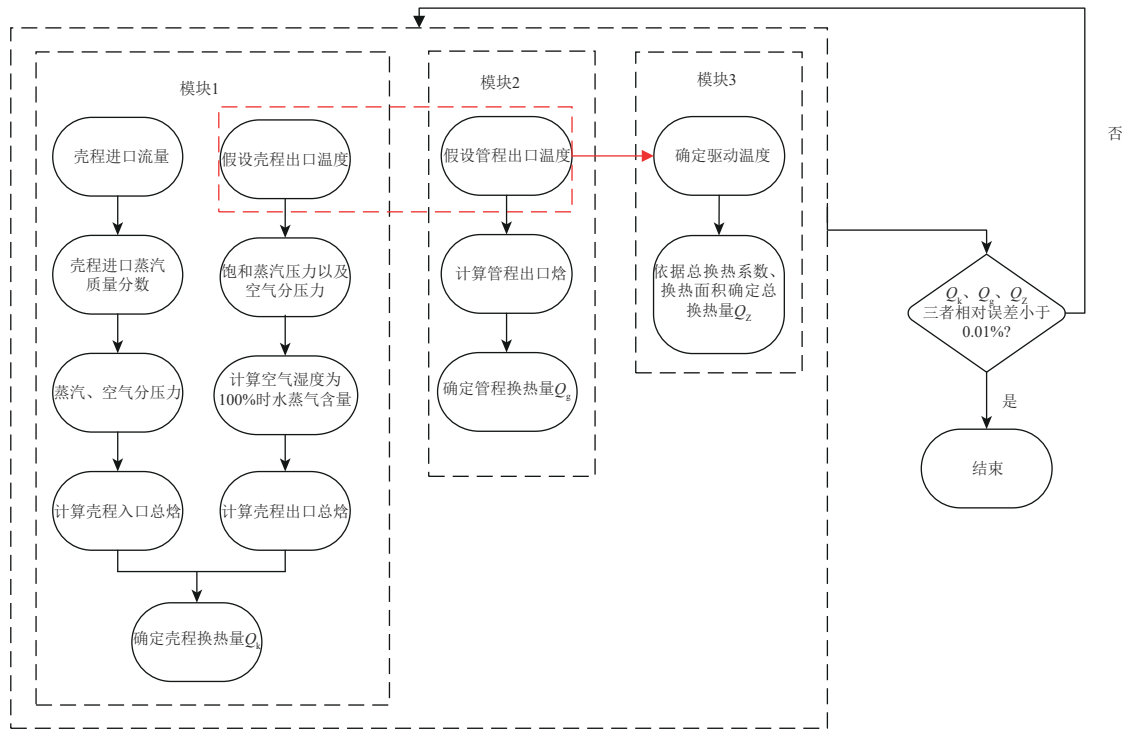 模块1
壳程进口流量
壳程进口蒸汽
质量分数
蒸汽、空气分压力
计算壳程入口总焓
假设壳程出口温度
饱和蒸汽压力以及
空气分压力
计算空气湿度为
100%时水蒸气含量
计算壳程出口总焓
确定壳程换热量Qk
模块2
假设管程出口温度
计算管程出口焓
确定管程换热量Qg
模块3
确定驱动温度
依据总换热系数、
换热面积确定总
换热量QZ
Qk、Qg、QZ
三者相对误差小于
0.01%?
否
是
结束